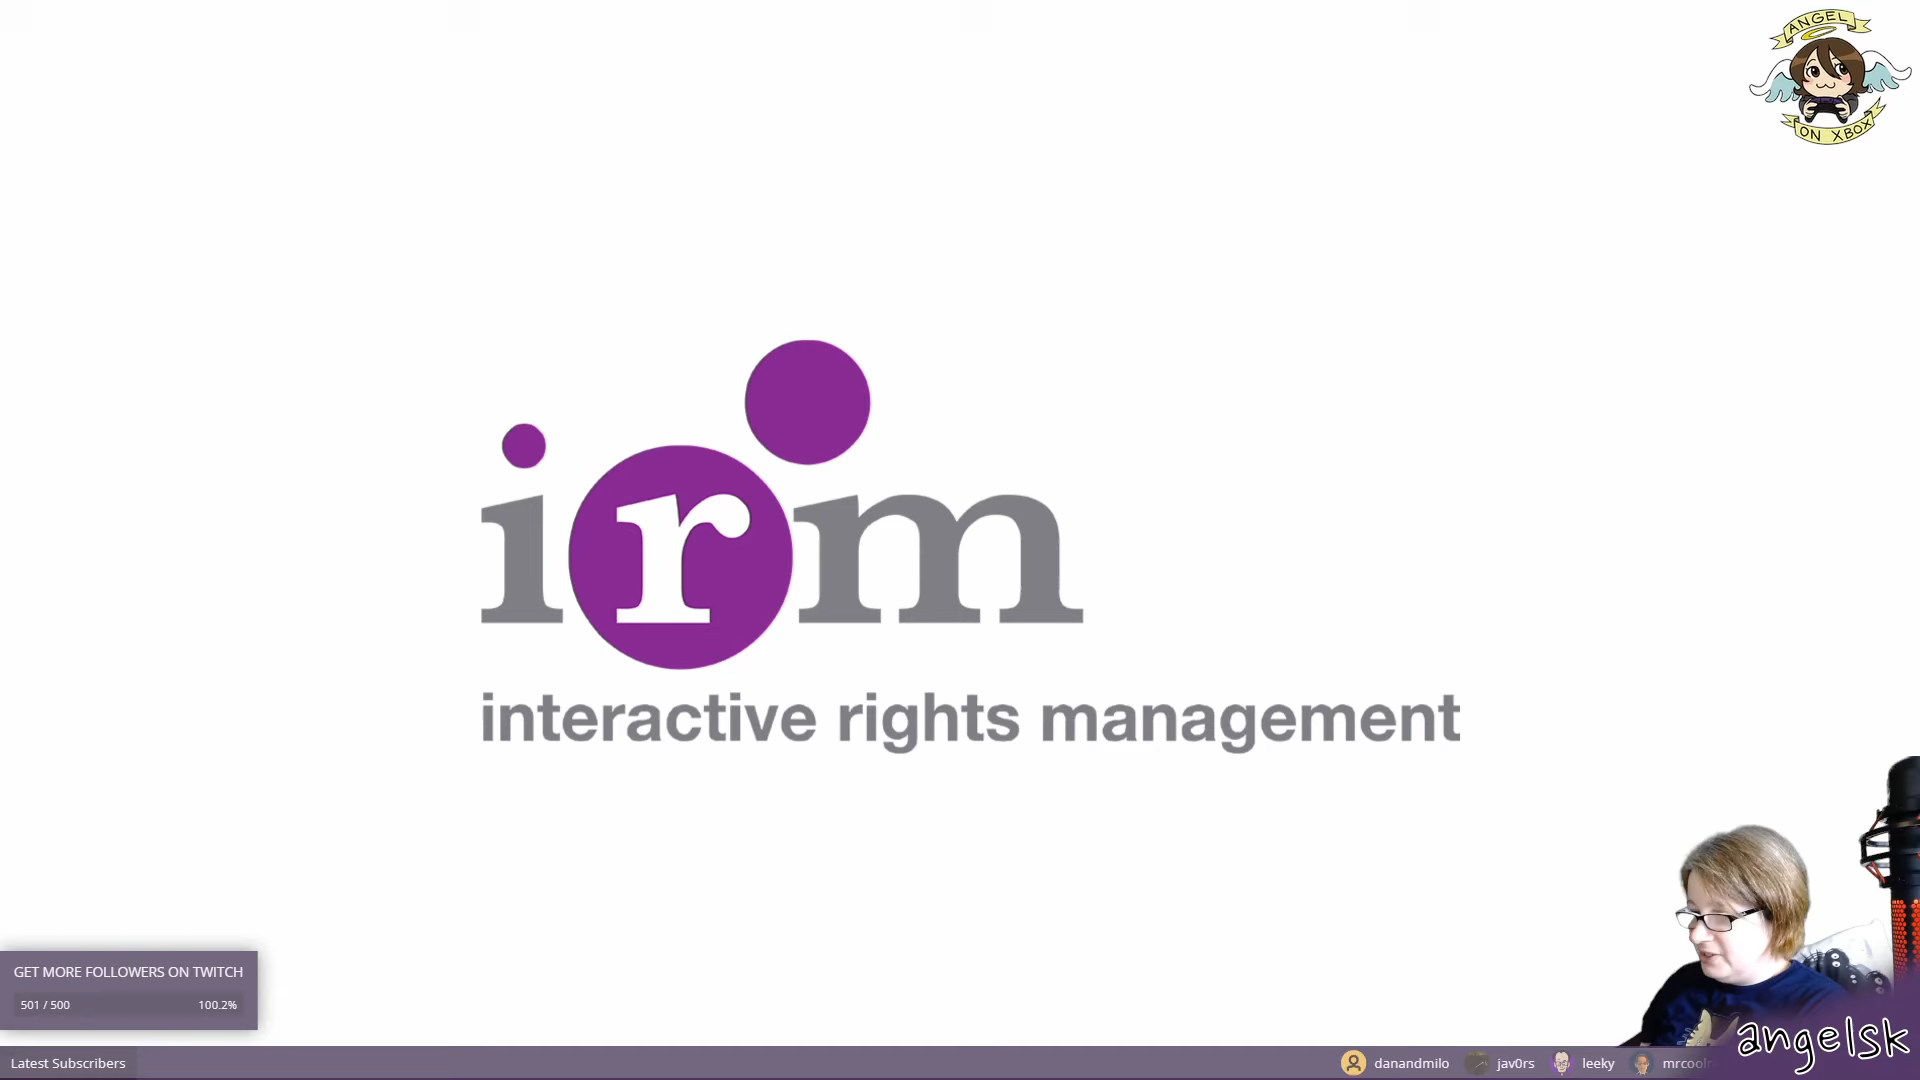 ANGEL
ON XBOX
irm
interactive rights management
GET MORE FOLLOWERS ON TWITCH
501 / 500 100.2%
angelsk
Latest Subscribers danandmilo jav0rs leeky